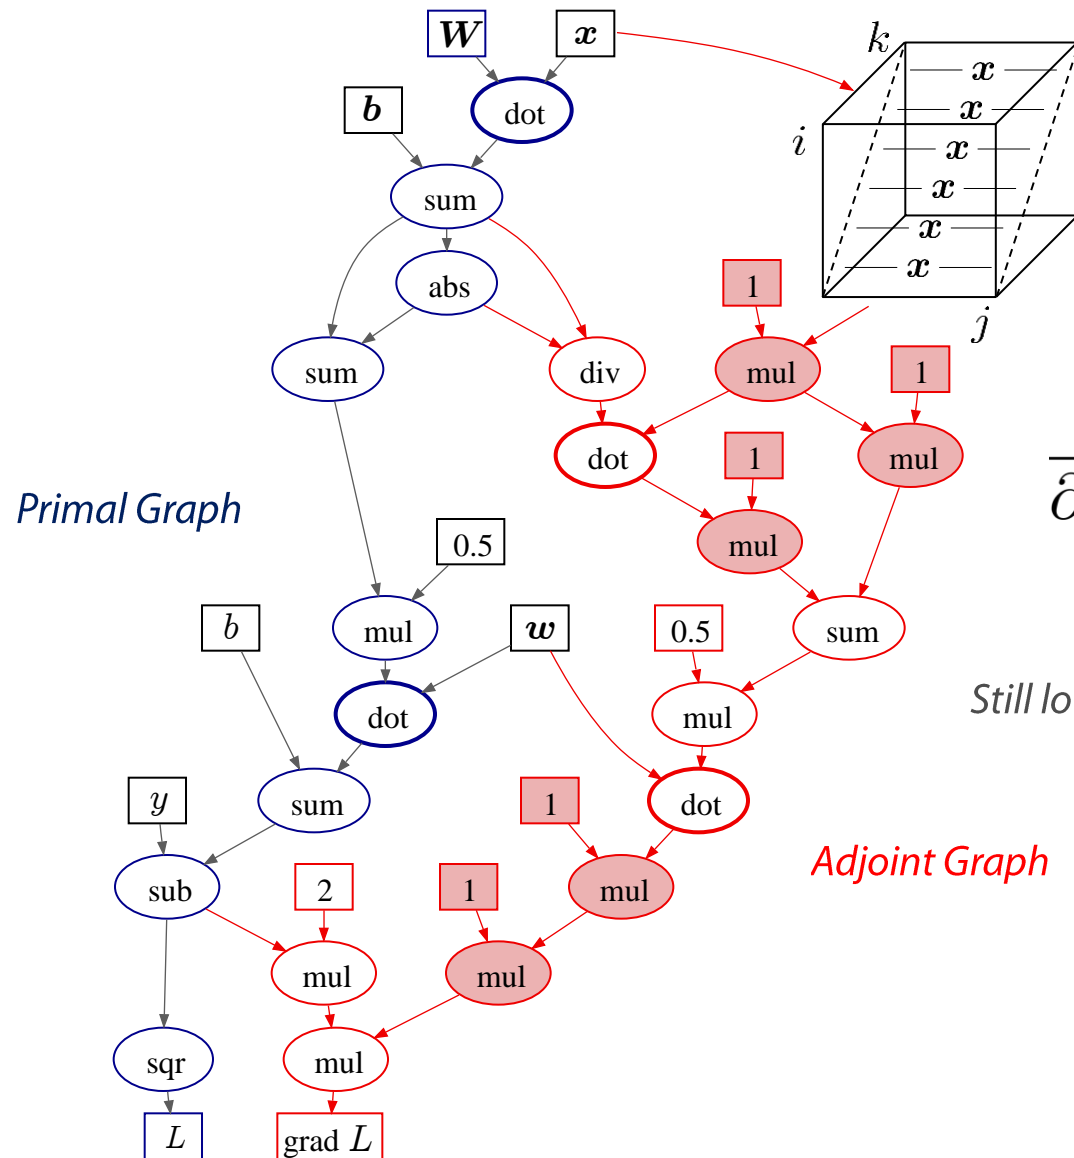 W x
k
x
x
b dot
i
x
sum
x
x
abs 1
x
j
sum div mul 1
dot 1 mul
Primal Graph
0.5 mul
b mul w 0.5 sum
dot mul
Still lo
y sum 1 dot
Adjoint Graph
sub 2 1 mul
mul mul
sqr mul
L grad L
∂